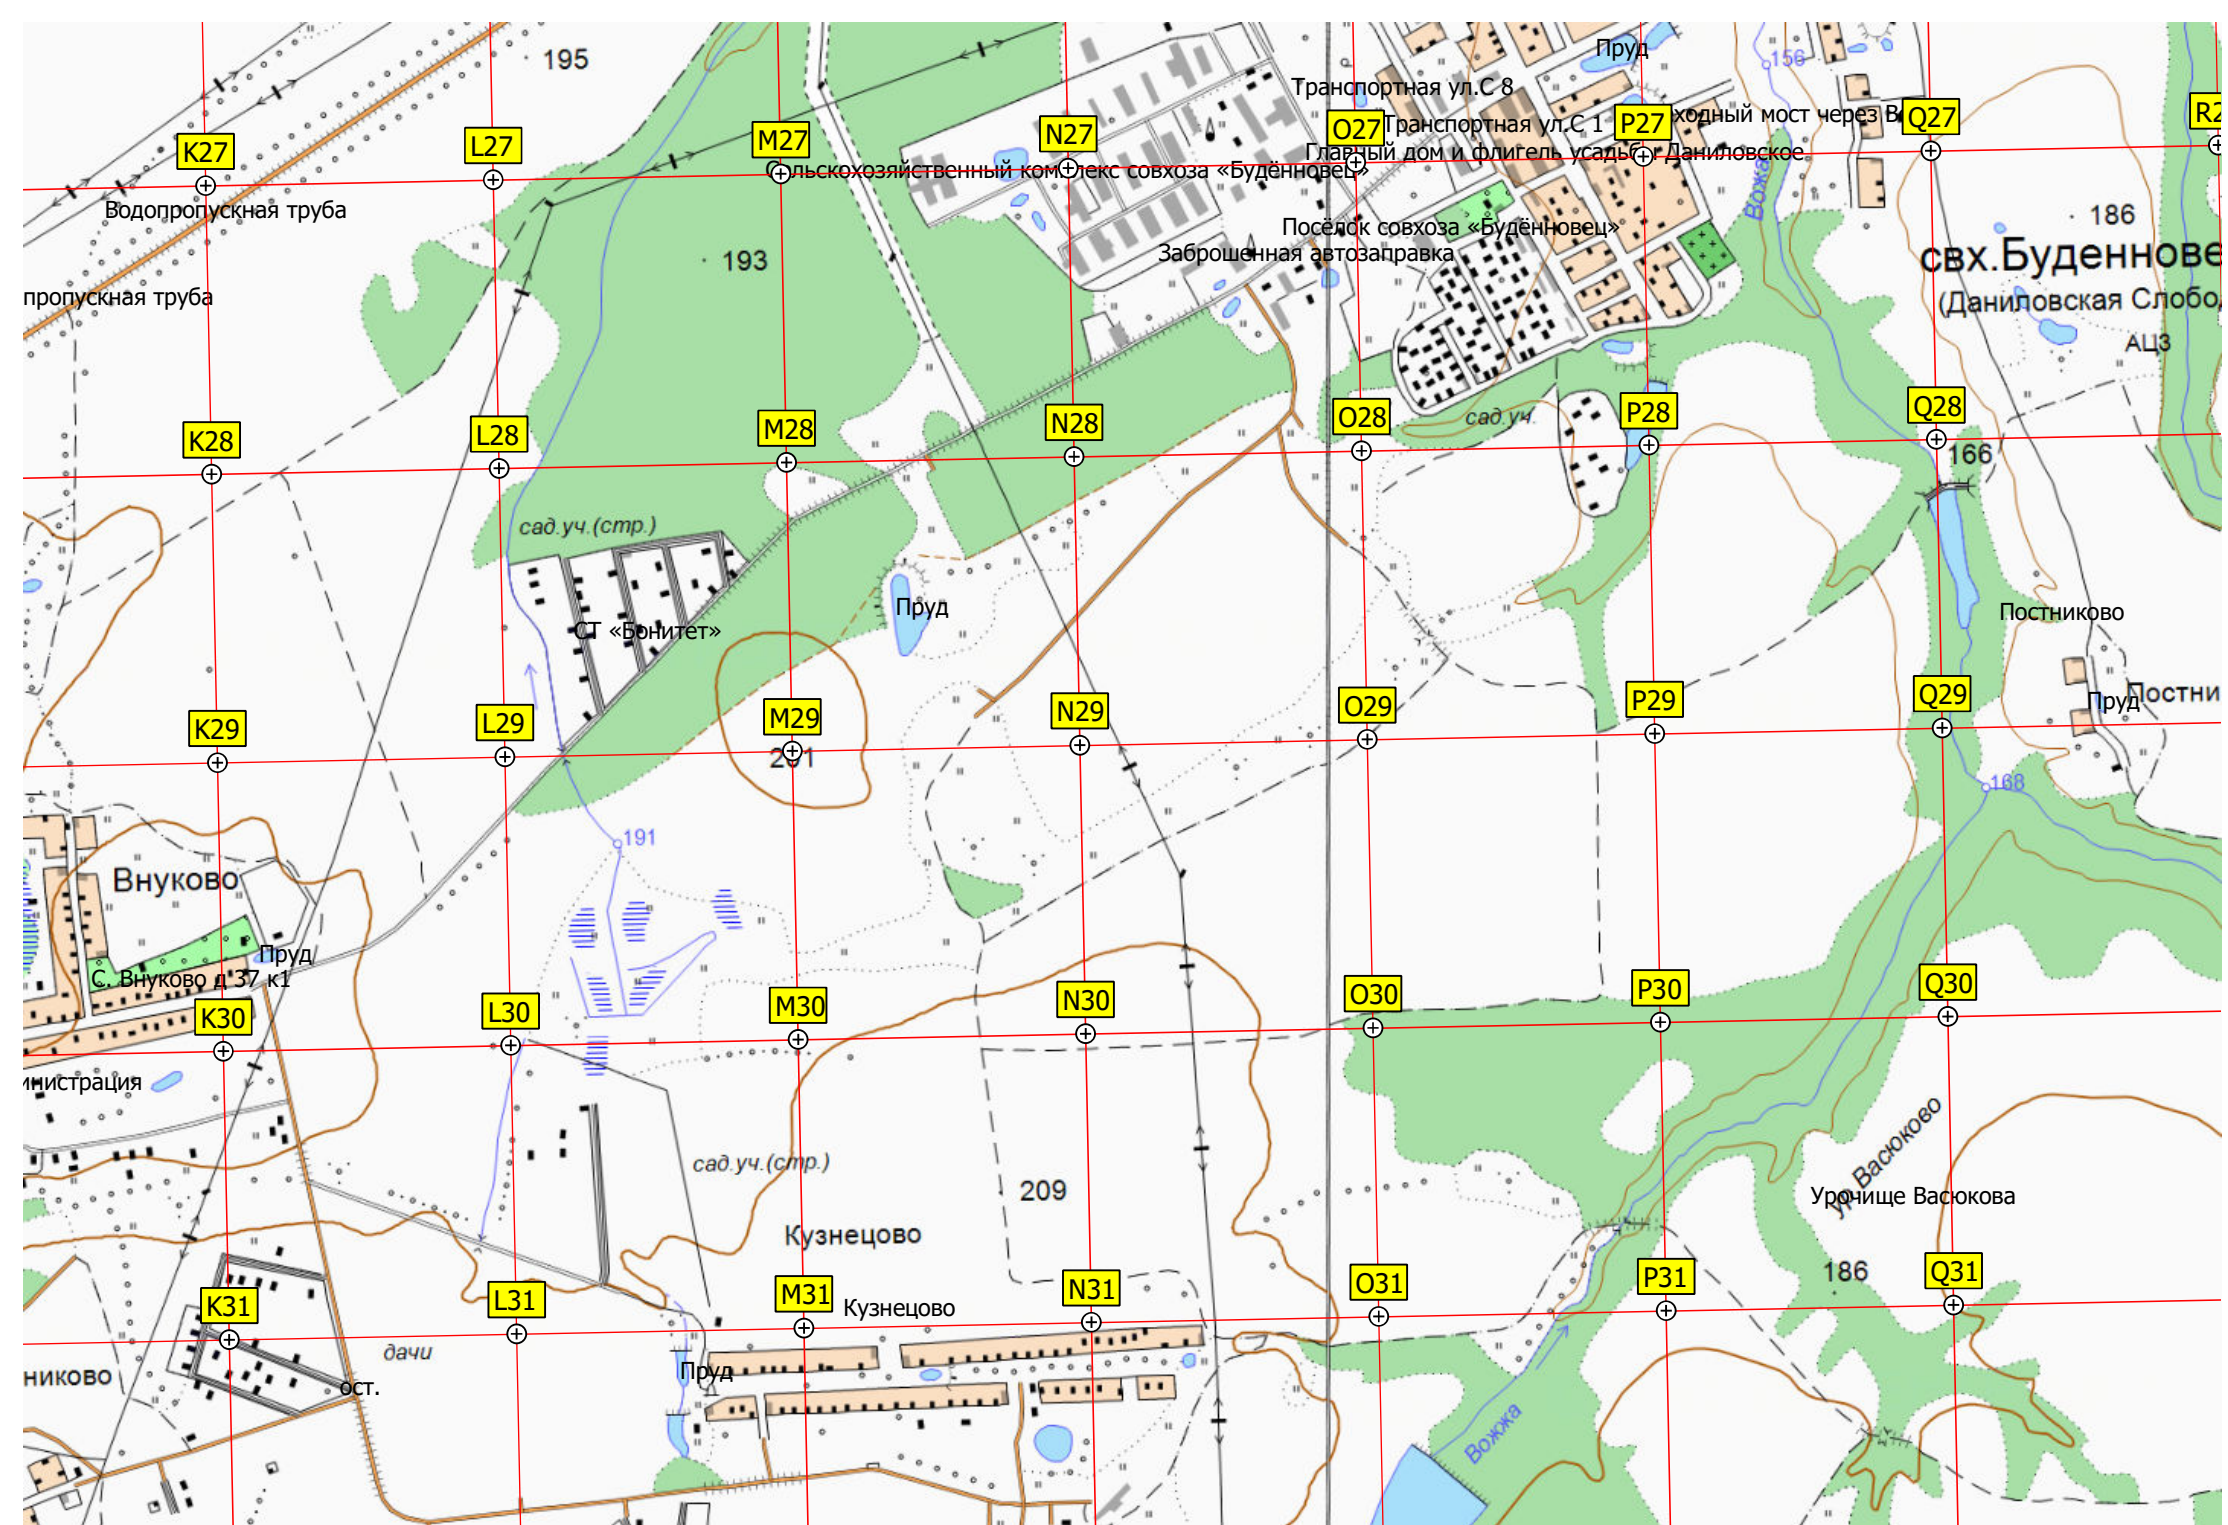 195
Пруд
156
Транспортная ул.С 8
K27
L27
M27
N27
O27
Транспортная ул.С 1
P27
ходный мост через В
Q27
Главный дом и флигель усадьбы Даниловское
Сельскохозяйственный комплекс совхоза «Будённовец»
Водопропускная труба
Вожа
186
Посёлок совхоза «Будённовец»
193
Заброшенная автозаправка
свх.Буденнове
(Даниловская Слобо
пропускная труба
АЦЗ
K28
L28
M28
N28
O28
сад.уч.
P28
Q28
166
сад.уч.(стр.)
Пруд
СТ «Бонитет»
Постниково
K29
L29
M29
N29
O29
P29
Q29
Пруд
Постни
201
168
191
Внуково
Пруд
С. Внуково д 37 к1
K30
L30
M30
N30
O30
P30
Q30
инистрация
сад.уч.(стр.)
209
ур.Васюково
Урочище Васюкова
Кузнецово
186
K31
L31
M31
Кузнецово
N31
O31
P31
Q31
дачи
Пруд
никово
ост.
Вожжа